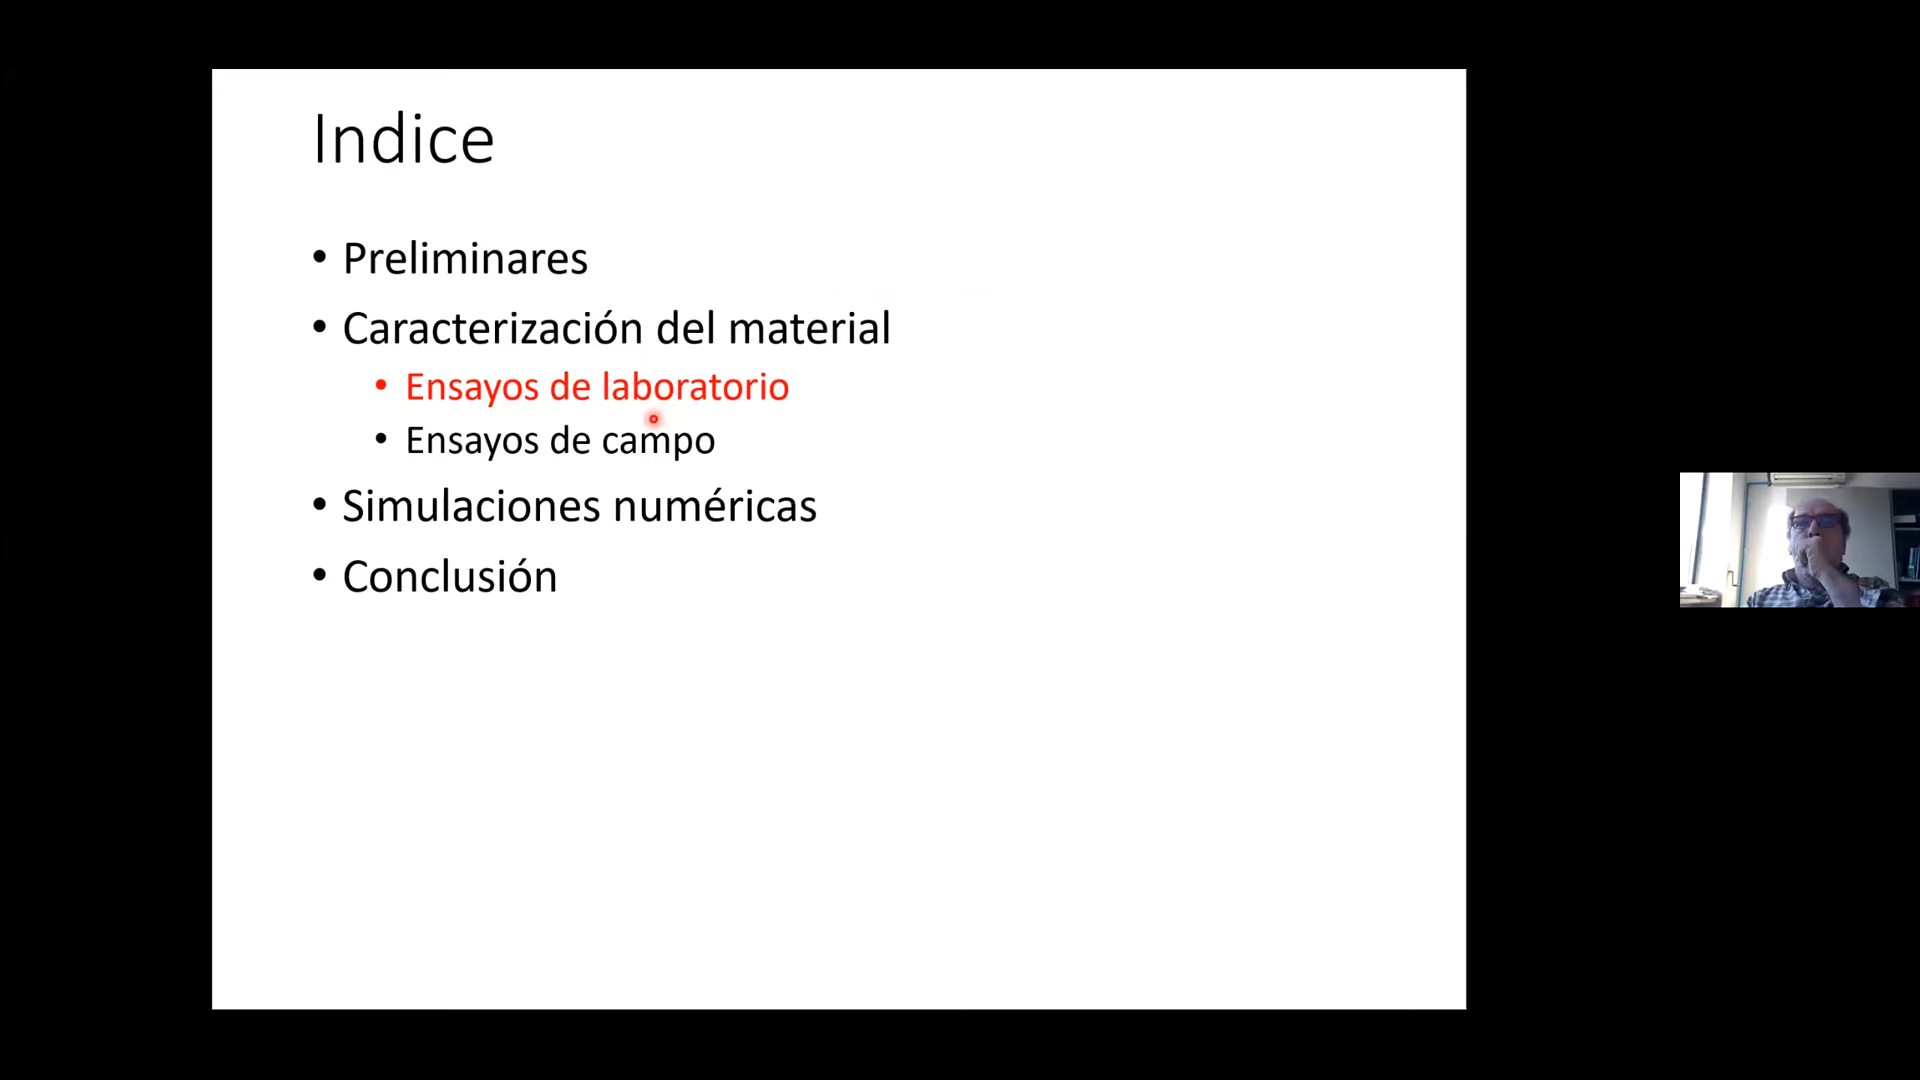 Indice
• Preliminares
• Caracterización del material
• Ensayos de laboratorio
• Ensayos de campo
• Simulaciones numéricas
• Conclusión